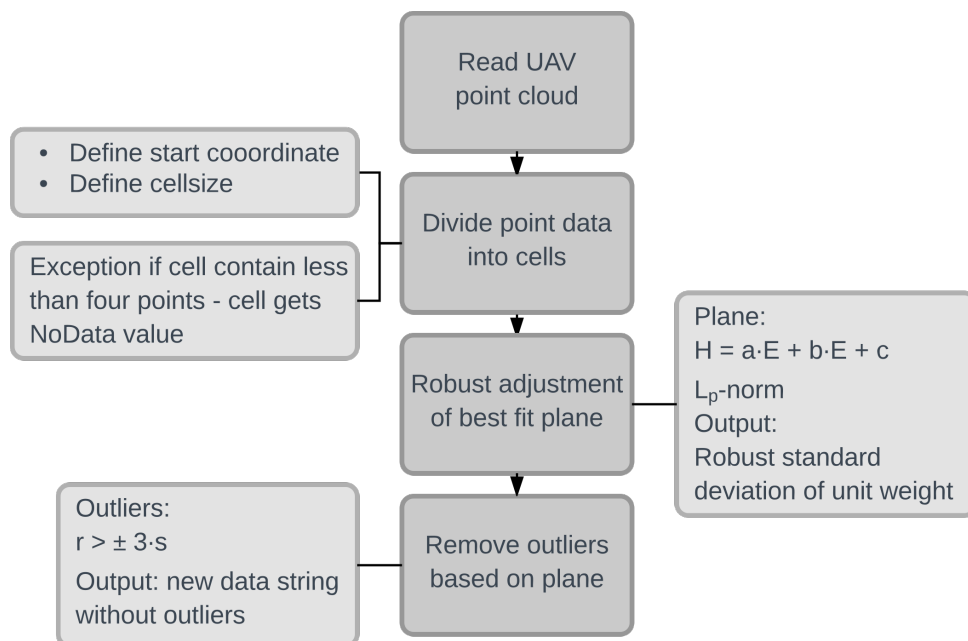 Read UAV
point cloud
• Define start cooordinate
• Define cellsize
Divide point data
into cells
Exception if cell contain less
than four points - cell gets
NoData value
Robust adjustment
of best fit plane
Plane:
H = a·E + b·E + c
Lₚ-norm
Output:
Robust standard
deviation of unit weight
Outliers:
r > ± 3·s
Output: new data string
without outliers
Remove outliers
based on plane